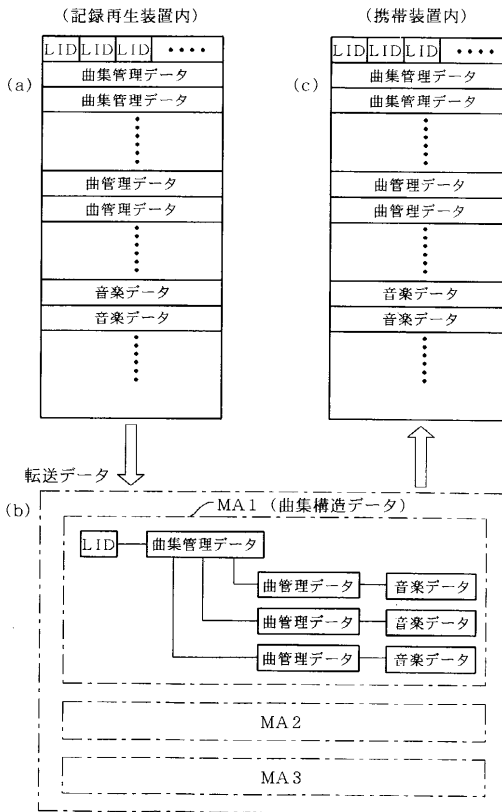 (記録再生装置内)
(a)
LID LID LID ‥‥
曲集管理データ
曲集管理データ
曲管理データ
曲管理データ
音楽データ
音楽データ
(携帯装置内)
(c)
LID LID LID ‥‥
曲集管理データ
曲集管理データ
曲管理データ
曲管理データ
音楽データ
音楽データ
転送データ
(b)
MA1(曲集構造データ)
LID 曲集管理データ
曲管理データ 音楽データ
曲管理データ 音楽データ
曲管理データ 音楽データ
MA2
MA3